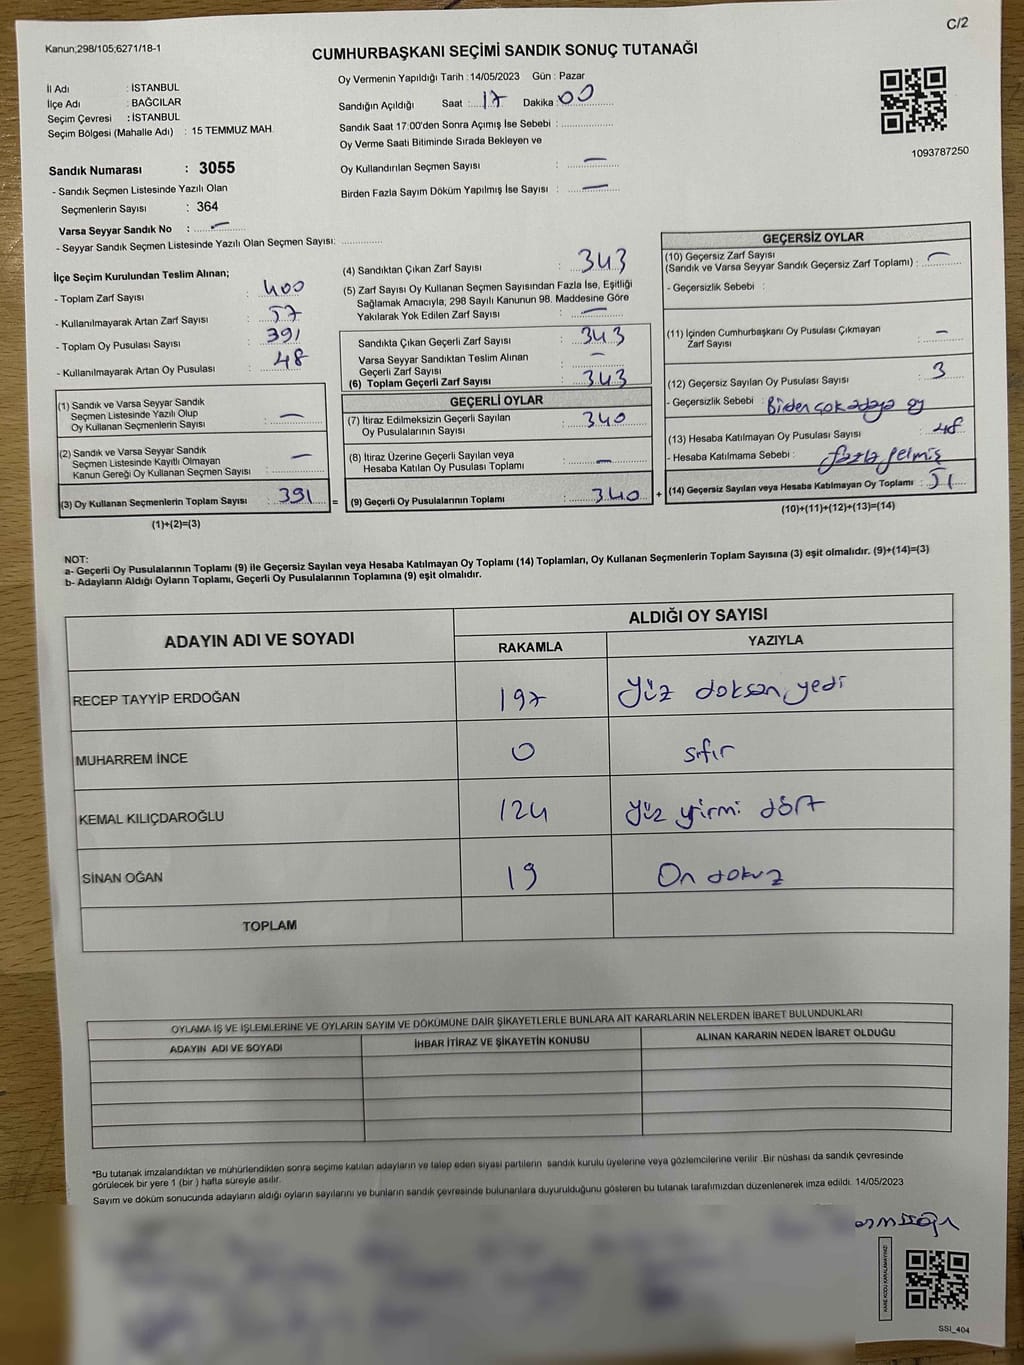 C/2
Kanun;298/105;6271/18-1
CUMHURBAŞKANI SEÇİMİ SANDIK SONUÇ TUTANAĞI
İl Adı : İSTANBUL
İlçe Adı : BAĞCILAR
Seçim Çevresi : İSTANBUL
Seçim Bölgesi (Mahalle Adı) : 15 TEMMUZ MAH.
Oy Vermenin Yapıldığı Tarih : 14/05/2023 Gün : Pazar
Sandığın Açıldığı Saat : 17 Dakika : 00
Sandık Saat 17:00'den Sonra Açımış İse Sebebi :
Oy Verme Saati Bitiminde Sırada Bekleyen ve
Oy Kullandırılan Seçmen Sayısı : —
Birden Fazla Sayım Döküm Yapılmış İse Sayısı : —
1093787250
Sandık Numarası : 3055
- Sandık Seçmen Listesinde Yazılı Olan
Seçmenlerin Sayısı : 364
Varsa Seyyar Sandık No : —
- Seyyar Sandık Seçmen Listesinde Yazılı Olan Seçmen Sayısı:
İlçe Seçim Kurulundan Teslim Alınan;
- Toplam Zarf Sayısı : 400
- Kullanılmayarak Artan Zarf Sayısı : 57
- Toplam Oy Pusulası Sayısı : 391
- Kullanılmayarak Artan Oy Pusulası : 48
(1) Sandık ve Varsa Seyyar Sandık
Seçmen Listesinde Yazılı Olup
Oy Kullanan Seçmenlerin Sayısı : —
(2) Sandık ve Varsa Seyyar Sandık
Seçmen Listesinde Kayıtlı Olmayan
Kanun Gereği Oy Kullanan Seçmen Sayısı : —
(3) Oy Kullanan Seçmenlerin Toplam Sayısı : 391 =
(1)+(2)=(3)
(4) Sandıktan Çıkan Zarf Sayısı : 343
(5) Zarf Sayısı Oy Kullanan Seçmen Sayısından Fazla İse, Eşitliği
Sağlamak Amacıyla, 298 Sayılı Kanunun 98. Maddesine Göre
Yakılarak Yok Edilen Zarf Sayısı : —
Sandıkta Çıkan Geçerli Zarf Sayısı : 343
Varsa Seyyar Sandıktan Teslim Alınan
Geçerli Zarf Sayısı : —
(6) Toplam Geçerli Zarf Sayısı : 343
GEÇERLİ OYLAR
(7) İtiraz Edilmeksizin Geçerli Sayılan
Oy Pusulalarının Sayısı : 340
(8) İtiraz Üzerine Geçerli Sayılan veya
Hesaba Katılan Oy Pusulası Toplamı : —
(9) Geçerli Oy Pusulalarının Toplamı : 340 +
GEÇERSİZ OYLAR
(10) Geçersiz Zarf Sayısı
(Sandık ve Varsa Seyyar Sandık Geçersiz Zarf Toplamı) : —
- Geçersizlik Sebebi :
(11) İçinden Cumhurbaşkanı Oy Pusulası Çıkmayan
Zarf Sayısı : —
(12) Geçersiz Sayılan Oy Pusulası Sayısı : 3
- Geçersizlik Sebebi : Birden çok adaya oy
(13) Hesaba Katılmayan Oy Pusulası Sayısı : 48
- Hesaba Katılmama Sebebi : fazla gelmiş
(14) Geçersiz Sayılan veya Hesaba Katılmayan Oy Toplamı : 51
(10)+(11)+(12)+(13)=(14)
NOT:
a- Geçerli Oy Pusulalarının Toplamı (9) ile Geçersiz Sayılan veya Hesaba Katılmayan Oy Toplamı (14) Toplamları, Oy Kullanan Seçmenlerin Toplam Sayısına (3) eşit olmalıdır. (9)+(14)=(3)
b- Adayların Aldığı Oyların Toplamı, Geçerli Oy Pusulalarının Toplamına (9) eşit olmalıdır.
ADAYIN ADI VE SOYADI
ALDIĞI OY SAYISI
RAKAMLA YAZIYLA
RECEP TAYYİP ERDOĞAN 197 Yüz doksan yedi
MUHARREM İNCE 0 sıfır
KEMAL KILIÇDAROĞLU 124 Yüz yirmi dört
SİNAN OĞAN 19 On dokuz
TOPLAM
OYLAMA İŞ VE İŞLEMLERİNE VE OYLARIN SAYIM VE DÖKÜMÜNE DAİR ŞİKAYETLERLE BUNLARA AİT KARARLARIN NELERDEN İBARET BULUNDUKLARI
ADAYIN ADI VE SOYADI İHBAR İTİRAZ VE ŞİKAYETİN KONUSU ALINAN KARARIN NEDEN İBARET OLDUĞU
*Bu tutanak imzalandıktan ve mühürlendikten sonra seçime katılan adayların ve talep eden siyasi partilerin sandık kurulu üyelerine veya gözlemcilerine verilir .Bir nüshası da sandık çevresinde
görülecek bir yere 1 (bir ) hafta süreyle asılır.
Sayım ve döküm sonucunda adayların aldığı oyların sayılarını ve bunların sandık çevresinde bulunanlara duyurulduğunu gösteren bu tutanak tarafımızdan düzenlenerek imza edildi. 14/05/2023
KARE KODU KARALAMAYINIZ!
SSI_404